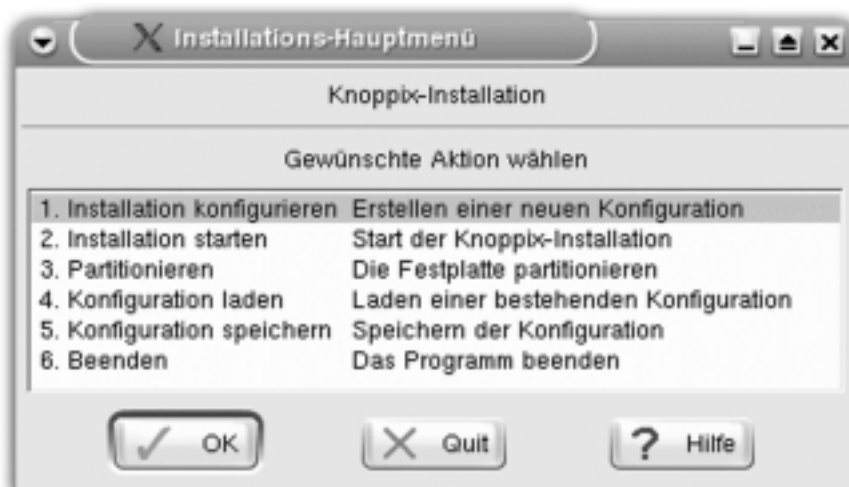 Installations-Hauptmenü
Knoppix-Installation
Gewünschte Aktion wählen
1. Installation konfigurieren Erstellen einer neuen Konfiguration
2. Installation starten Start der Knoppix-Installation
3. Partitionieren Die Festplatte partitionieren
4. Konfiguration laden Laden einer bestehenden Konfiguration
5. Konfiguration speichern Speichern der Konfiguration
6. Beenden Das Programm beenden
OK Quit ? Hilfe